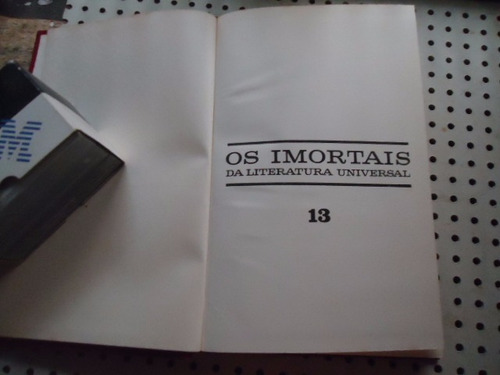 OS IMORTAIS
DA LITERATURA UNIVERSAL
13